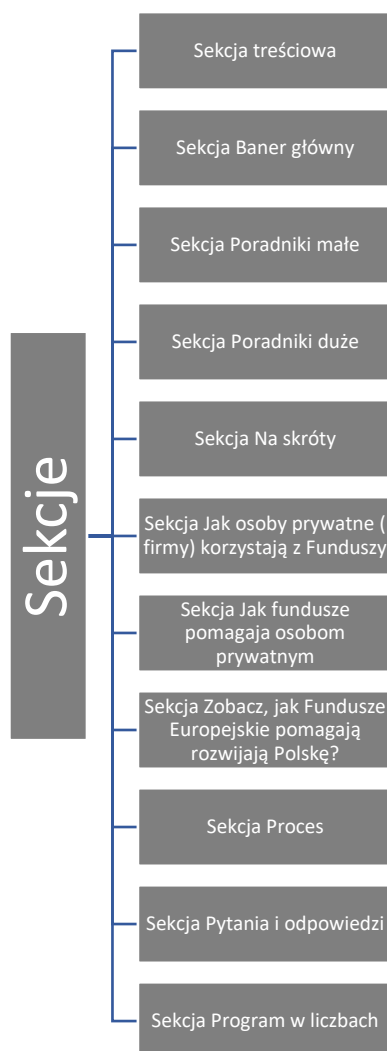 Sekcje
Sekcja treściowa
Sekcja Baner główny
Sekcja Poradniki małe
Sekcja Poradniki duże
Sekcja Na skróty
Sekcja Jak osoby prywatne (
firmy) korzystają z Funduszy
Sekcja Jak fundusze
pomagaja osobom
prywatnym
Sekcja Zobacz, jak Fundusze
Europejskie pomagają
rozwijają Polskę?
Sekcja Proces
Sekcja Pytania i odpowiedzi
Sekcja Program w liczbach